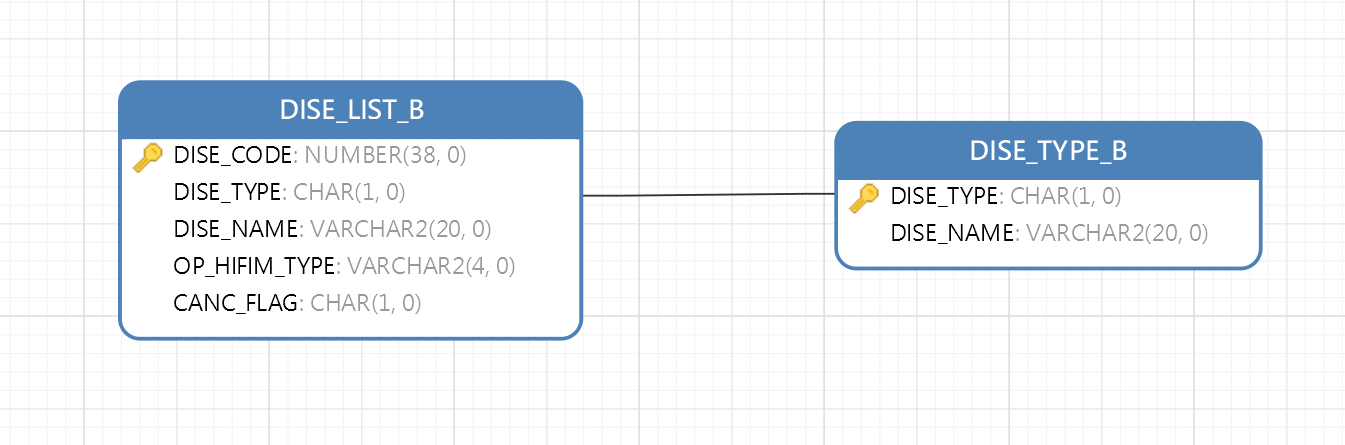 DISE_LIST_B
DISE_CODE: NUMBER(38, 0)
DISE_TYPE: CHAR(1, 0)
DISE_NAME: VARCHAR2(20, 0)
OP_HIFIM_TYPE: VARCHAR2(4, 0)
CANC_FLAG: CHAR(1, 0)
DISE_TYPE_B
DISE_TYPE: CHAR(1, 0)
DISE_NAME: VARCHAR2(20, 0)